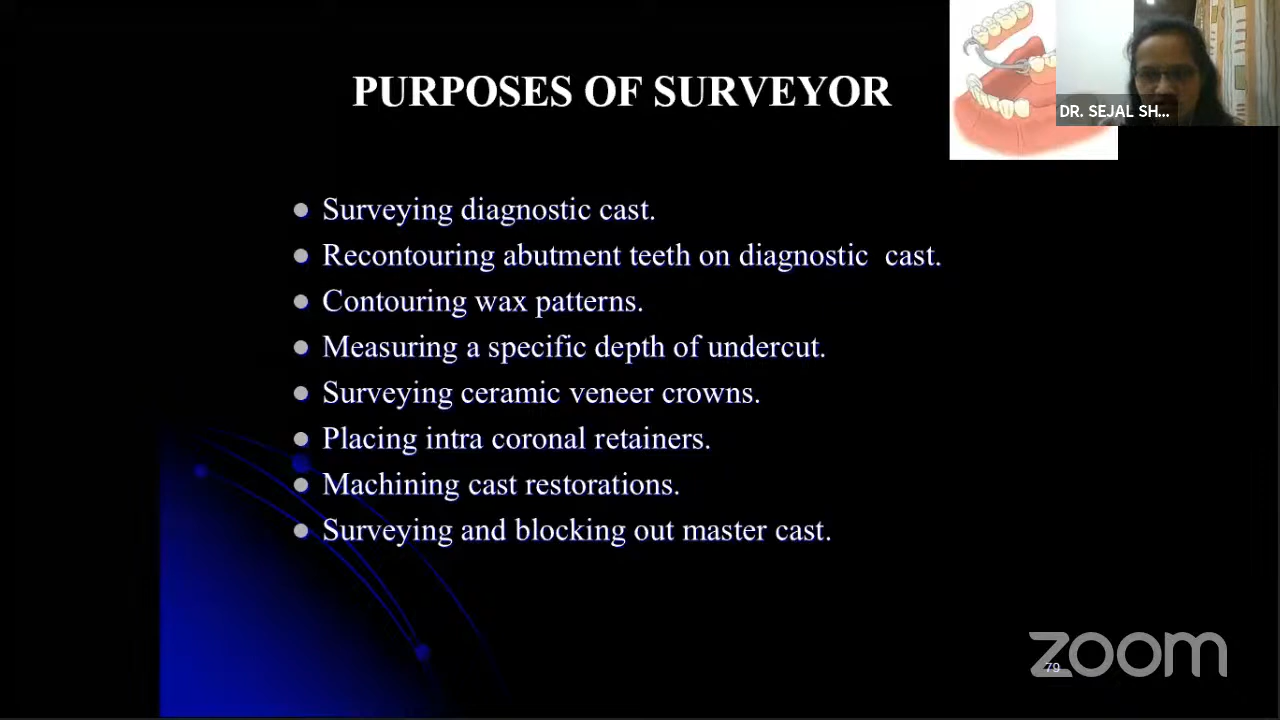 PURPOSES OF SURVEYOR
DR. SEJAL SH...
Surveying diagnostic cast.
Recontouring abutment teeth on diagnostic cast.
Contouring wax patterns.
Measuring a specific depth of undercut.
Surveying ceramic veneer crowns.
Placing intra coronal retainers.
Machining cast restorations.
Surveying and blocking out master cast.
zoom
79